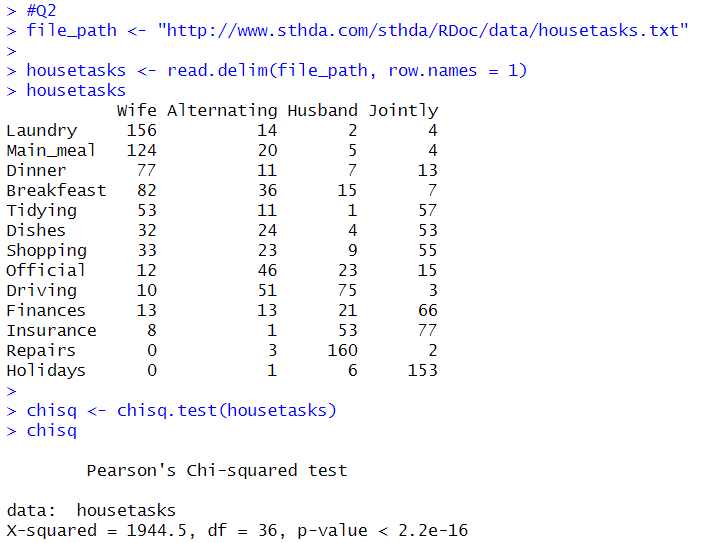 > #Q2
> file_path <- "http://www.sthda.com/sthda/RDoc/data/housetasks.txt"
>
> housetasks <- read.delim(file_path, row.names = 1)
> housetasks
           Wife Alternating Husband Jointly
Laundry     156          14       2       4
Main_meal   124          20       5       4
Dinner       77          11       7      13
Breakfeast   82          36      15       7
Tidying      53          11       1      57
Dishes       32          24       4      53
Shopping     33          23       9      55
Official     12          46      23      15
Driving      10          51      75       3
Finances     13          13      21      66
Insurance     8           1      53      77
Repairs       0           3     160       2
Holidays      0           1       6     153
>
> chisq <- chisq.test(housetasks)
> chisq
        Pearson's Chi-squared test
data:  housetasks
X-squared = 1944.5, df = 36, p-value < 2.2e-16